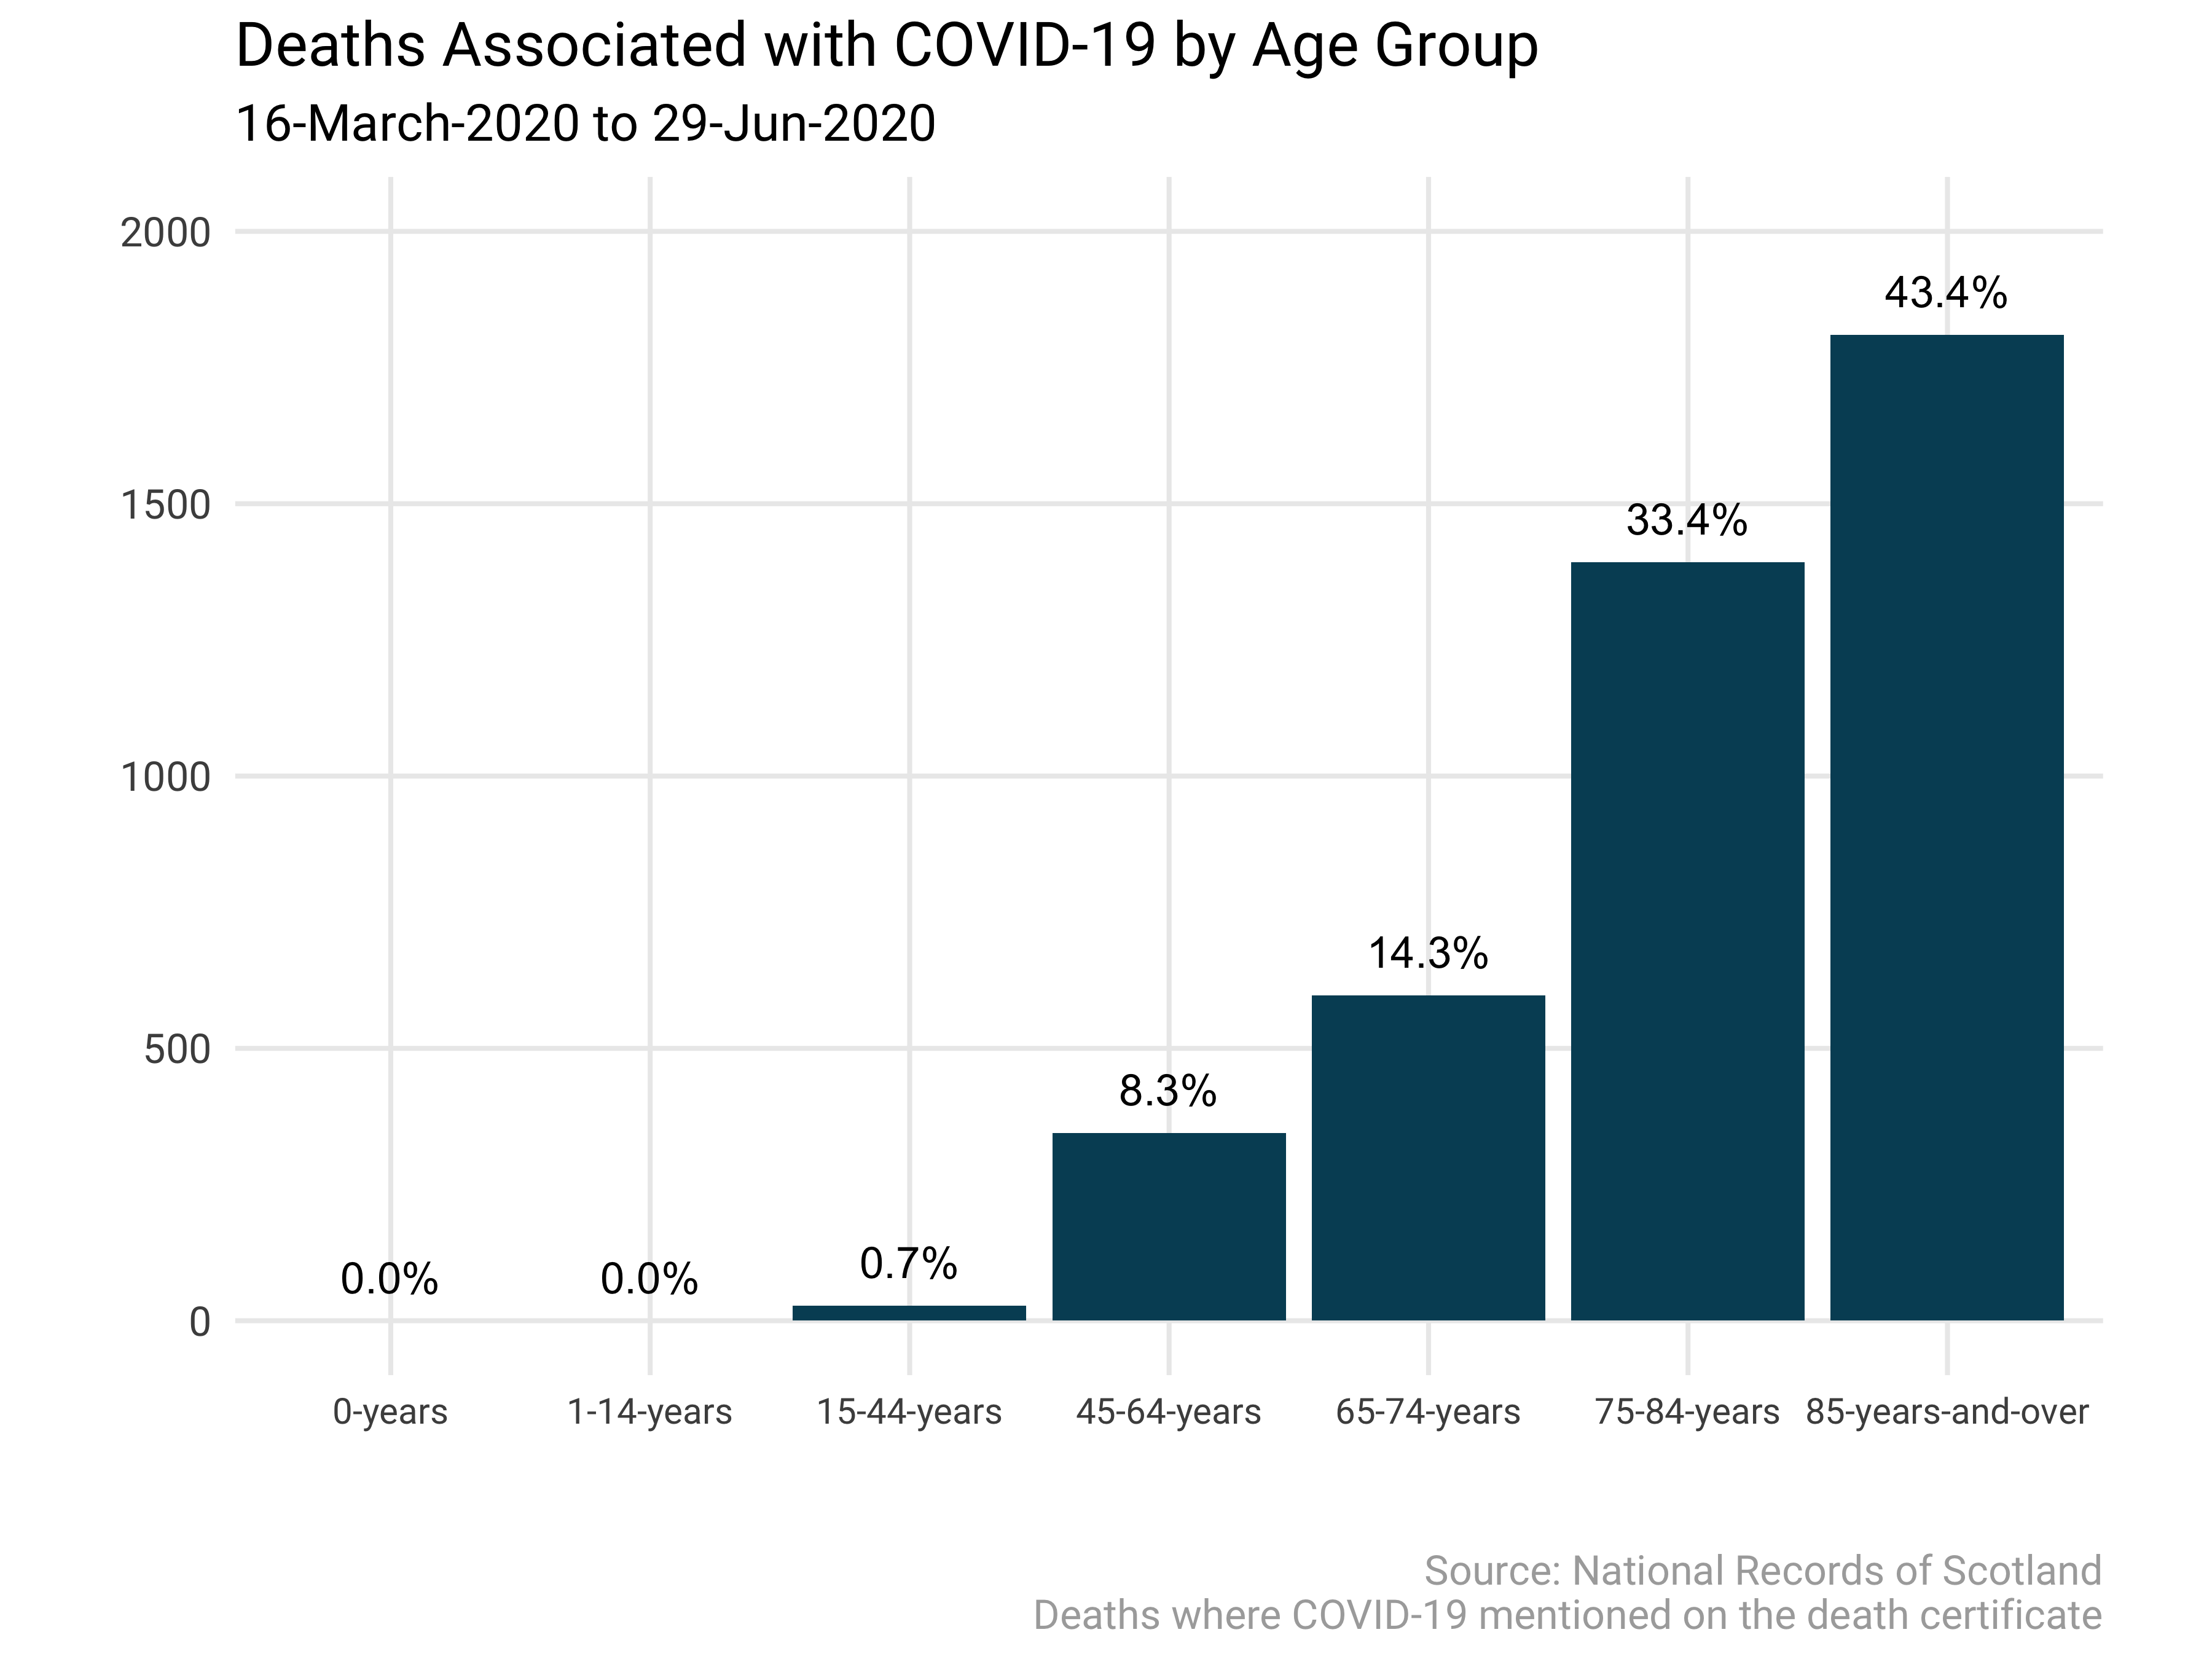 Deaths Associated with COVID-19 by Age Group
16-March-2020 to 29-Jun-2020
2000
43.4%
1500
33.4%
1000
14.3%
500
8.3%
0.7%
0.0% 0.0%
0
0-years 1-14-years 15-44-years 45-64-years 65-74-years 75-84-years 85-years-and-over
Source: National Records of Scotland
Deaths where COVID-19 mentioned on the death certificate